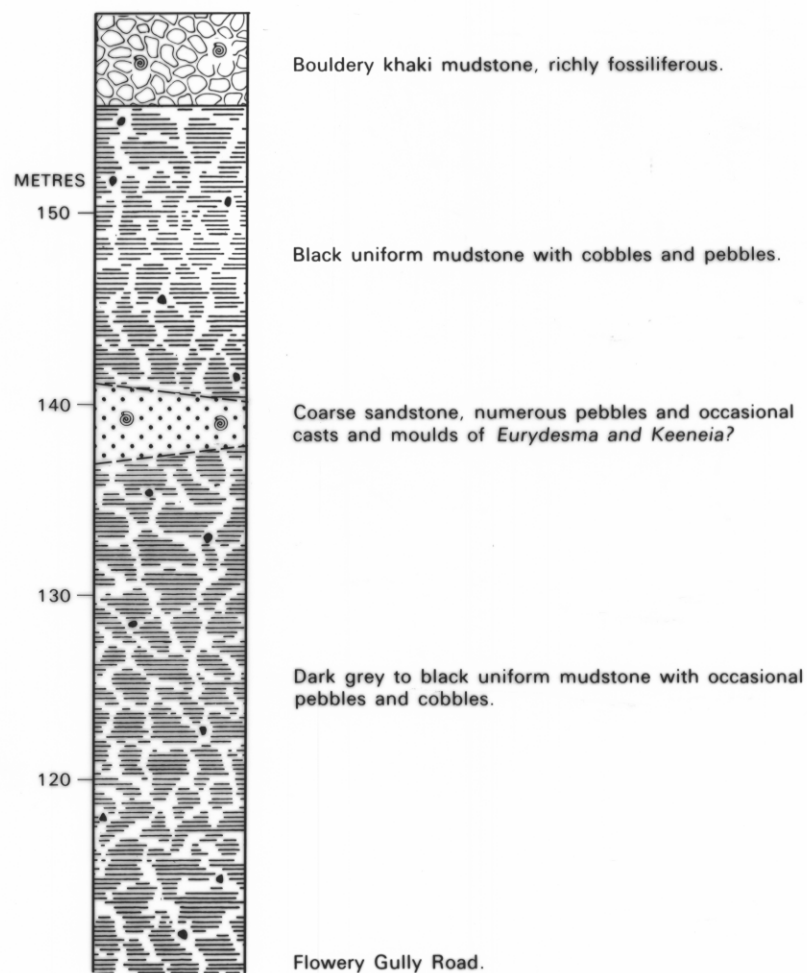 Bouldery khaki mudstone, richly fossiliferous.
METRES
150
Black uniform mudstone with cobbles and pebbles.
140
Coarse sandstone, numerous pebbles and occasional
casts and moulds of Eurydesma and Keeneia?
130
Dark grey to black uniform mudstone with occasional
pebbles and cobbles.
120
Flowery Gully Road.